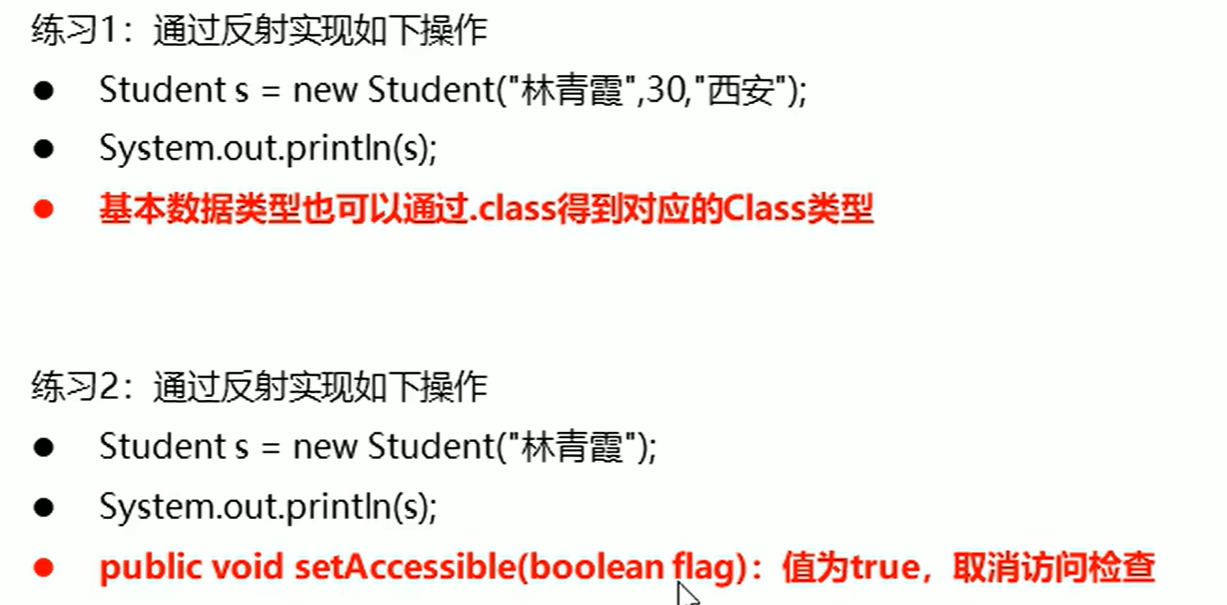 练习1：通过反射实现如下操作
● Student s = new Student("林青霞",30,"西安");
● System.out.println(s);
● 基本数据类型也可以通过.class得到对应的Class类型
练习2：通过反射实现如下操作
● Student s = new Student("林青霞");
● System.out.println(s);
● public void setAccessible(boolean flag)：值为true，取消访问检查